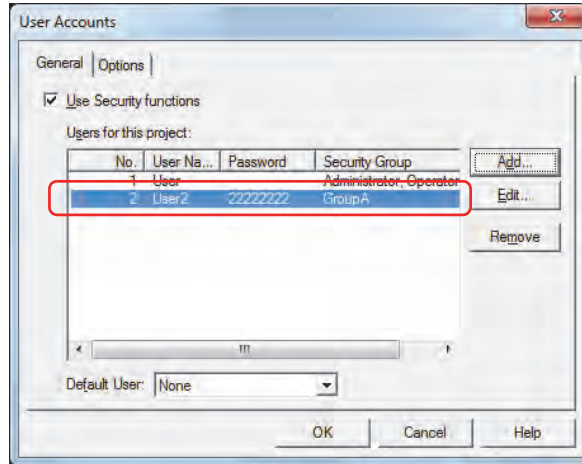 User Accounts
General Options
Use Security functions
Users for this project:
No. User Na... Password Security Group
1 User Administrator, Operator
2 User2 22222222 GroupA
Add...
Edit...
Remove
Default User: None
OK Cancel Help